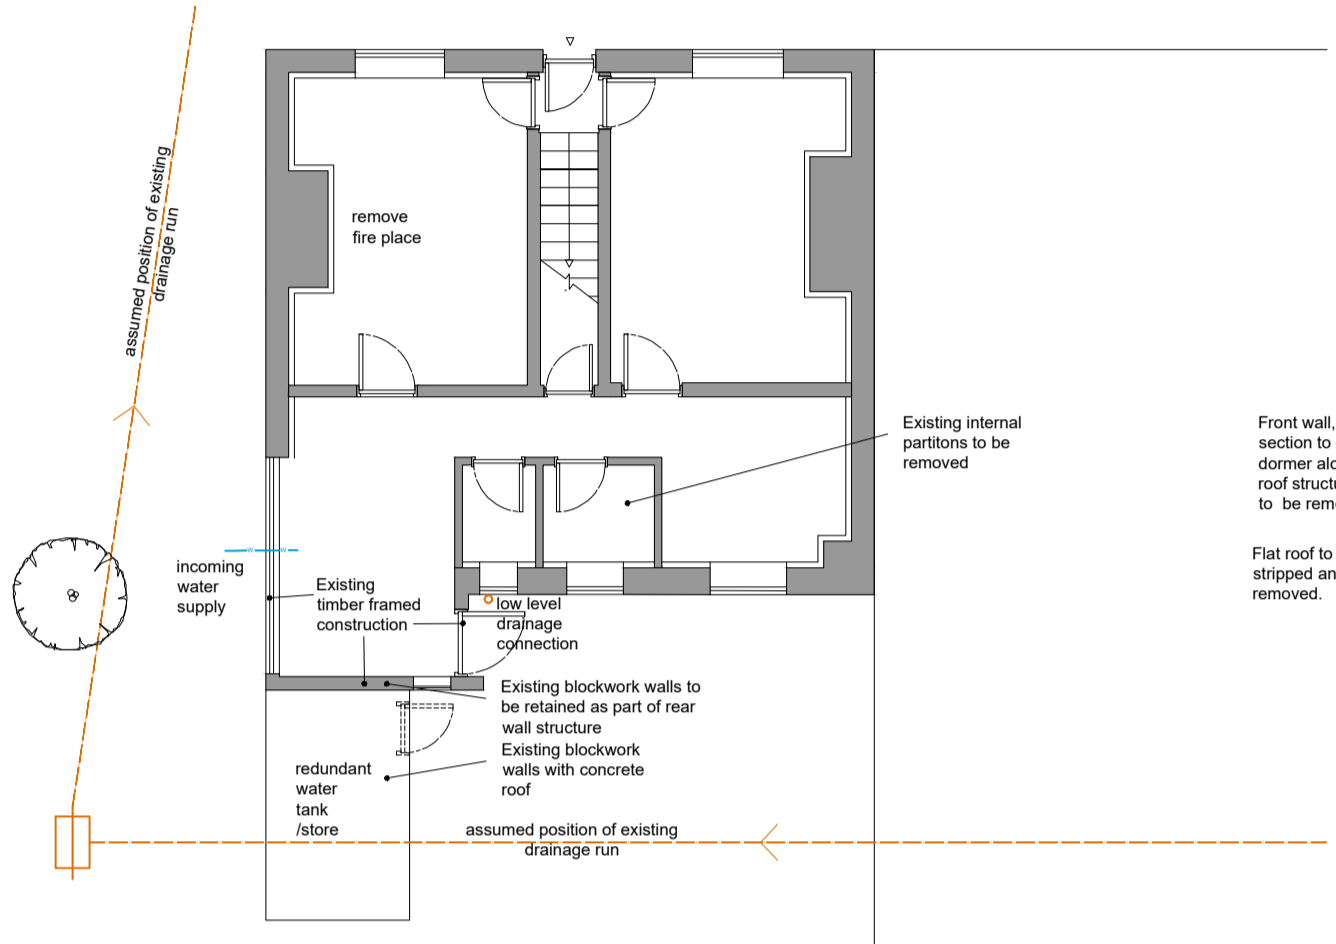 assumed position of existing
drainage run
remove
fire place
Existing internal
partitons to be
removed
Front wall,
section to
dormer alo
roof structu
to be remo
Flat roof to
stripped an
removed.
incoming
water
supply
w w
Existing
timber framed
construction
low level
drainage
connection
Existing blockwork walls to
be retained as part of rear
wall structure
Existing blockwork
walls with concrete
roof
redundant
water
tank
/store
assumed position of existing
drainage run